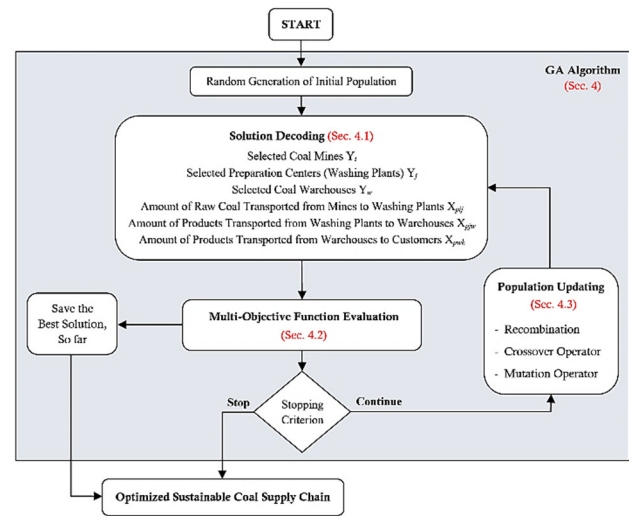 START
GA Algorithm
(Sec. 4)
Random Generation of Initial Population
Solution Decoding (Sec. 4.1)
Selected Coal Mines Yi
Selected Preparation Centers (Washing Plants) Yj
Selected Coal Warehouses Yw
Amount of Raw Coal Transported from Mines to Washing Plants Xpij
Amount of Products Transported from Washing Plants to Warehouses Xpjw
Amount of Products Transported from Warehouses to Customers Xpwk
Save the
Best Solution,
So far
Multi-Objective Function Evaluation
(Sec. 4.2)
Population Updating
(Sec. 4.3)
- Recombination
- Crossover Operator
- Mutation Operator
Stop
Stopping
Criterion
Continue
Optimized Sustainable Coal Supply Chain